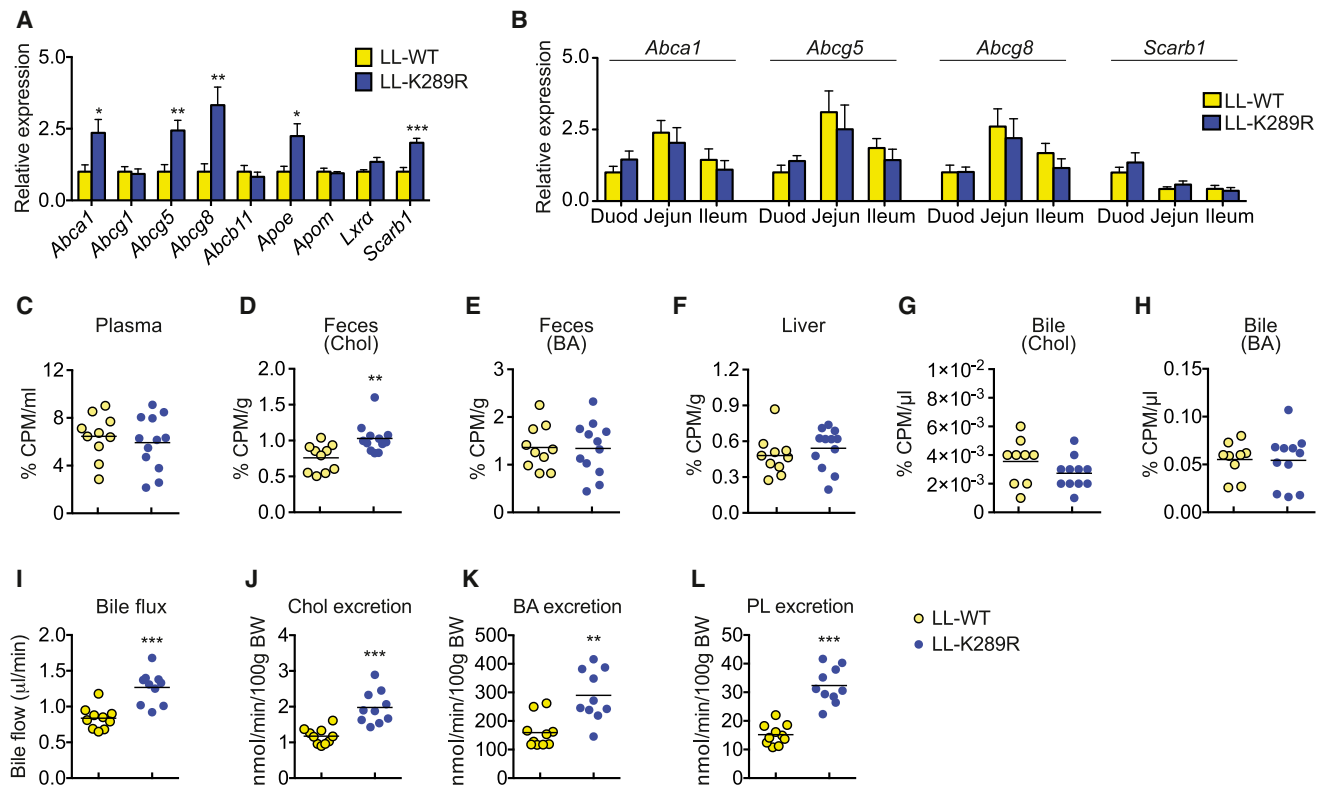 A
Relative expression
5.0
2.5
0.0
* ** ** * ***
LL-WT
LL-K289R
Abca1 Abcg1 Abcg5 Abcg8 Abcb11 Apoe Apom Lxrα Scarb1
B
Relative expression
5.0
2.5
0.0
Abca1 Abcg5 Abcg8 Scarb1
LL-WT
LL-K289R
Duod Jejun Ileum Duod Jejun Ileum Duod Jejun Ileum Duod Jejun Ileum
C
Plasma
% CPM/ml
12
8
4
0
D
Feces
(Chol)
% CPM/g
2.0
1.5
1.0
0.5
0.0
**
E
Feces
(BA)
% CPM/g
3
2
1
0
F
Liver
% CPM/g
1.2
0.9
0.6
0.3
0.0
G
Bile
(Chol)
% CPM/μl
1×10⁻²
8×10⁻³
6×10⁻³
4×10⁻³
2×10⁻³
0
H
Bile
(BA)
% CPM/μl
0.15
0.10
0.05
0.00
I
Bile flux
Bile flow (μl/min)
2.0
1.5
1.0
0.5
0.0
***
J
Chol excretion
nmol/min/100g BW
4
3
2
1
0
***
K
BA excretion
nmol/min/100g BW
500
400
300
200
100
0
**
L
PL excretion
nmol/min/100g BW
50
40
30
20
10
0
***
LL-WT
LL-K289R